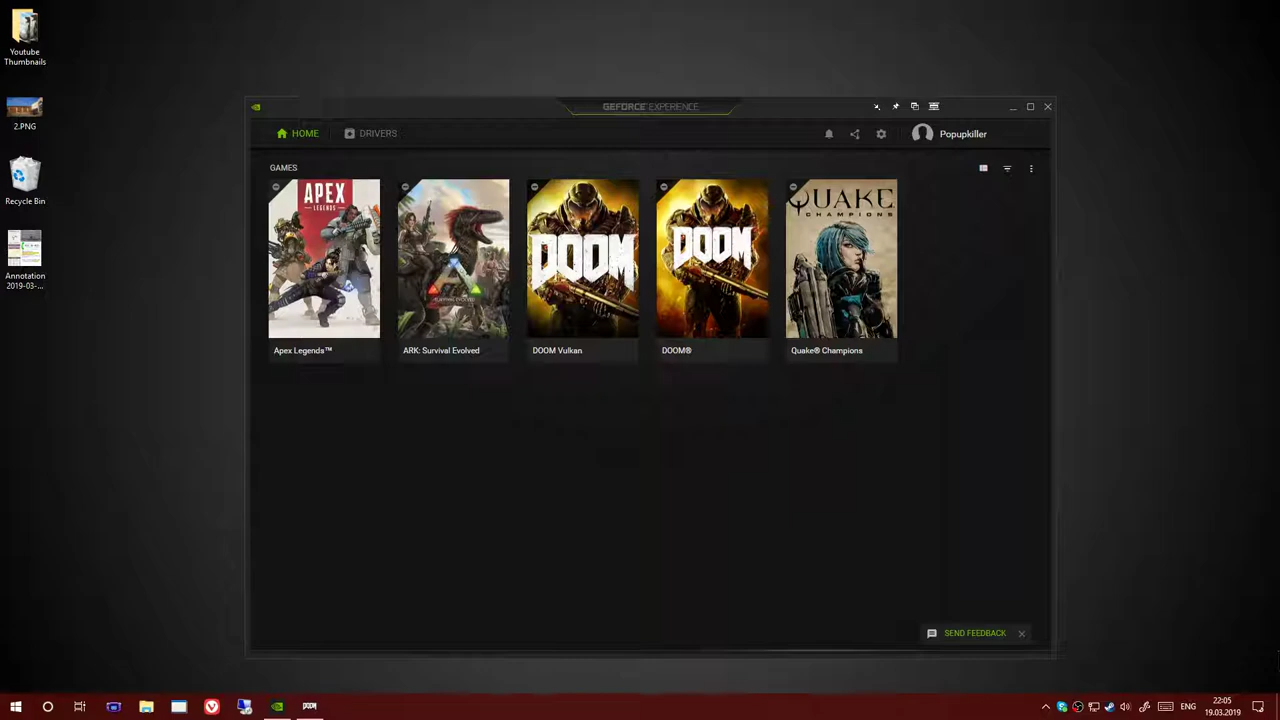 Youtube
Thumbnails
2.PNG
Recycle Bin
Annotation
2019-03-...
GEFORCE EXPERIENCE
HOME
DRIVERS
Popupkiller
GAMES
APEX
LEGENDS
DOOM
DOOM
QUAKE
CHAMPIONS
Apex Legends™
ARK: Survival Evolved
DOOM Vulkan
DOOM®
Quake® Champions
SEND FEEDBACK
DOOM
ENG
22:05
19.03.2019